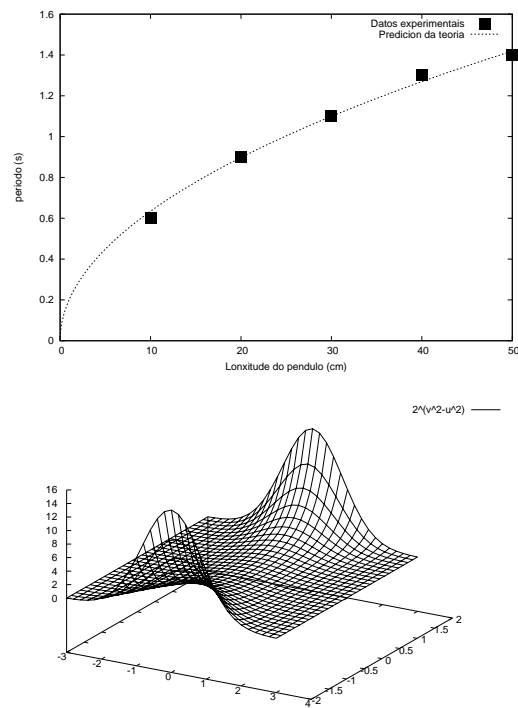 1.6
Datos experimentais
Predicion da teoria
1.4
1.2
1
0.8
0.6
0.4
0.2
0
periodo (s)
0 10 20 30 40 50
Lonxitude do pendulo (cm)
2^(v^2-u^2)
16
14
12
10
8
6
4
2
0
-3 -2 -1 0 1 2 3 4
-2 -1.5 -1 -0.5 0 0.5 1 1.5 2